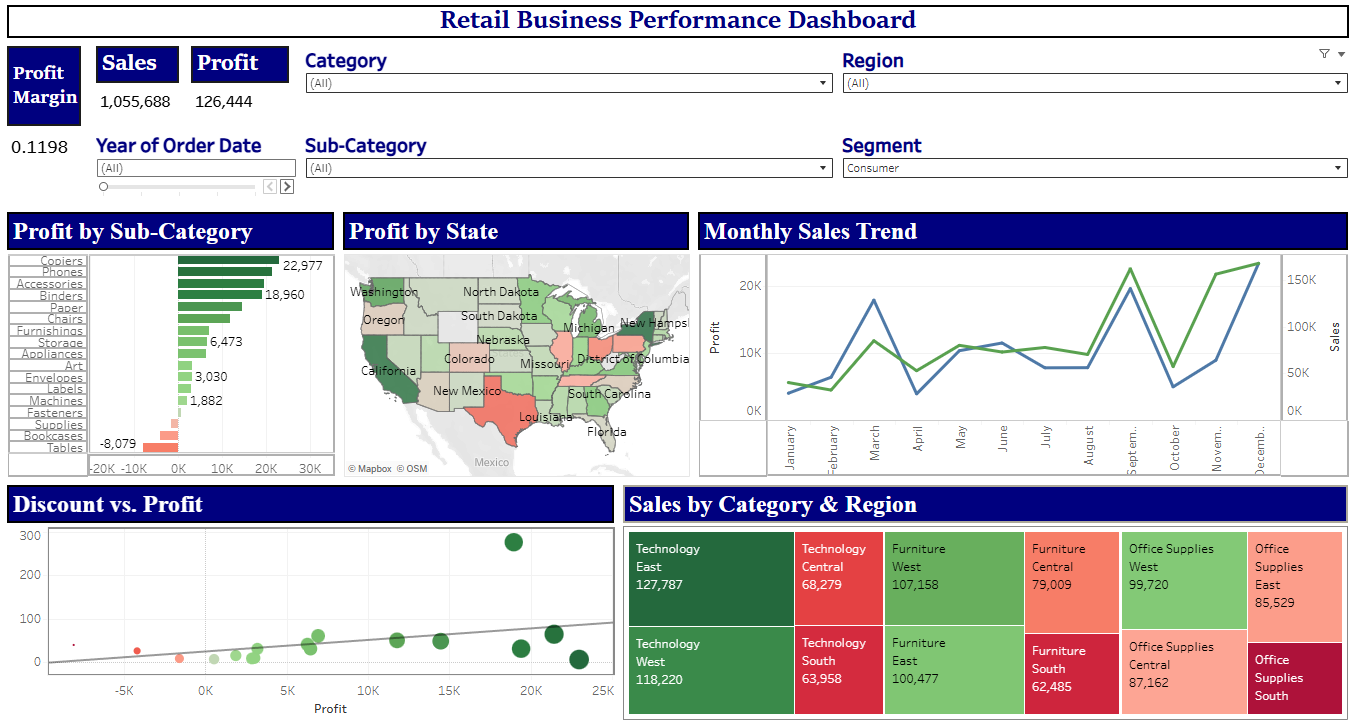 Retail Business Performance Dashboard
Profit
Margin
0.1198
Sales
1,055,688
Profit
126,444
Category
(All)
Region
(All)
Year of Order Date
(All)
Sub-Category
(All)
Segment
Consumer
Profit by Sub-Category
Copiers
Phones
Accessories
Binders
Paper
Chairs
Furnishings
Storage
Appliances
Art
Envelopes
Labels
Machines
Fasteners
Supplies
Bookcases
Tables
22,977
18,960
6,473
3,030
1,882
-8,079
-20K -10K 0K 10K 20K 30K
Profit by State
Washington
North Dakota
Oregon
South Dakota
Michigan
New Hampsl
Nebraska
Colorado
District of Columbia
California
Missouri
New Mexico
South Carolina
Louisiana
Florida
Mexico
© Mapbox © OSM
Monthly Sales Trend
Profit
20K
10K
0K
150K
100K
50K
0K
Sales
January
February
March
April
May
June
July
August
Septem..
October
Novem..
Decemb..
Discount vs. Profit
300
200
100
0
-5K 0K 5K 10K 15K 20K 25K
Profit
Sales by Category & Region
Technology
East
127,787
Technology
West
118,220
Technology
Central
68,279
Technology
South
63,958
Furniture
West
107,158
Furniture
East
100,477
Furniture
Central
79,009
Furniture
South
62,485
Office Supplies
West
99,720
Office Supplies
Central
87,162
Office
Supplies
East
85,529
Office
Supplies
South